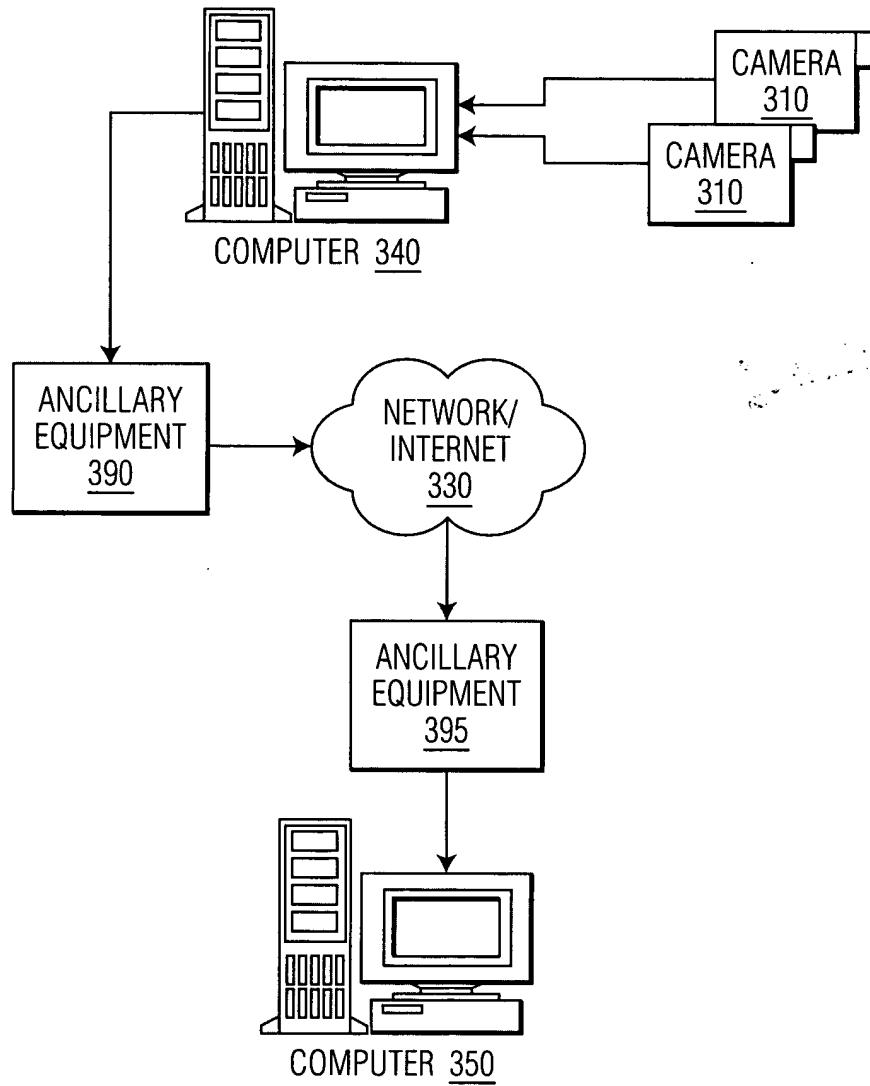 CAMERA
310
CAMERA
310
COMPUTER 340
ANCILLARY
EQUIPMENT
390
NETWORK/
INTERNET
330
ANCILLARY
EQUIPMENT
395
COMPUTER 350